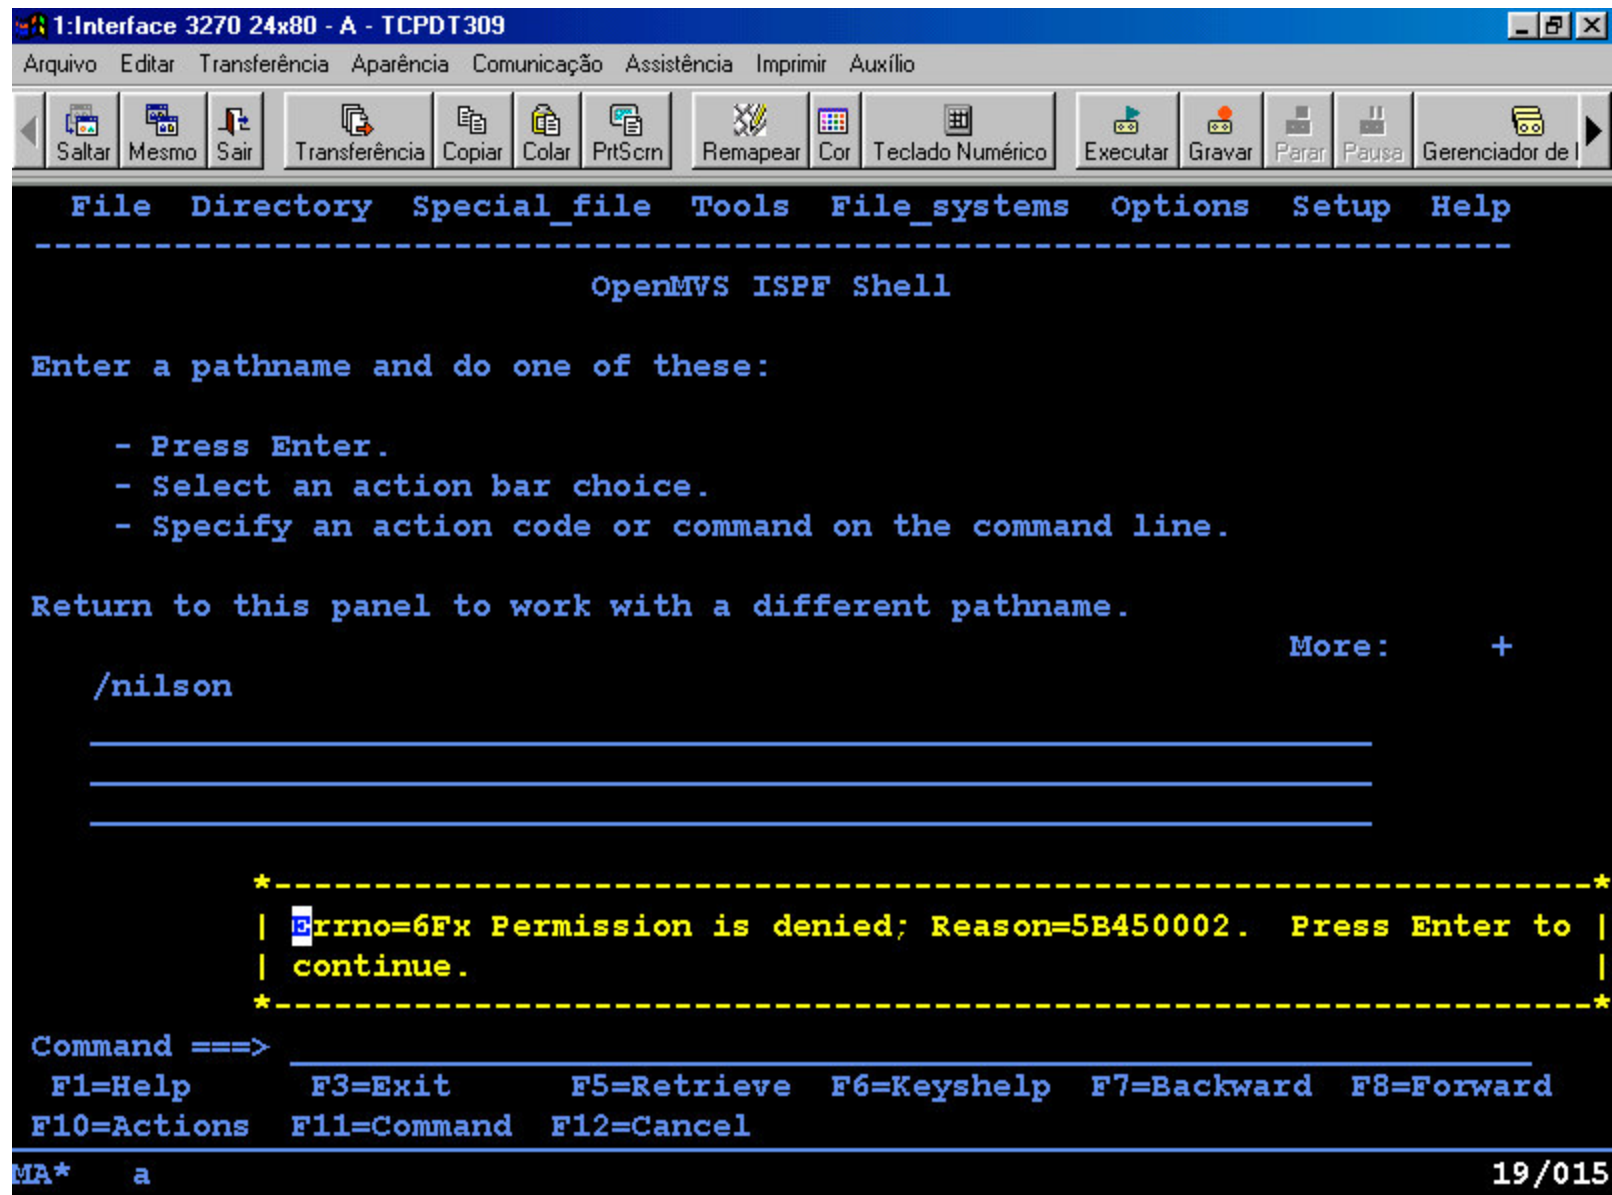 1:Interface 3270 24x80 - A - TCPDT309
Arquivo Editar Transferência Aparência Comunicação Assistência Imprimir Auxílio
Saltar Mesmo Sair Transferência Copiar Colar PrtScrn Remapear Cor Teclado Numérico Executar Gravar Parar Pausa Gerenciador de
File Directory Special_file Tools File_systems Options Setup Help
--------------------------------------------------------------------------
OpenMVS ISPF Shell
Enter a pathname and do one of these:
- Press Enter.
- Select an action bar choice.
- Specify an action code or command on the command line.
Return to this panel to work with a different pathname.
More: +
/nilson
*------------------------------------------------------------------*
| Errno=6Fx Permission is denied; Reason=5B450002. Press Enter to |
| continue. |
*------------------------------------------------------------------*
Command ===>
F1=Help F3=Exit F5=Retrieve F6=Keyshelp F7=Backward F8=Forward
F10=Actions F11=Command F12=Cancel
MA* a 19/015